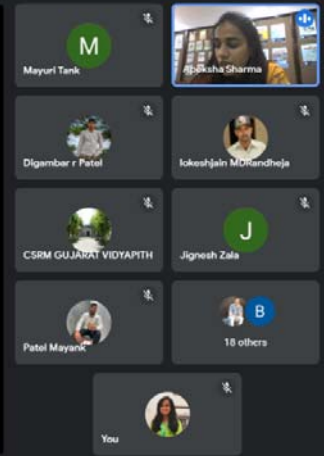 M
Mayuri Tank
Apeksha Sharma
Digambar r Patel
lokeshjain MDRandheja
CSRM GUJARAT VIDYAPITH
J
Jignesh Zala
Patel Mayank
B
18 others
You